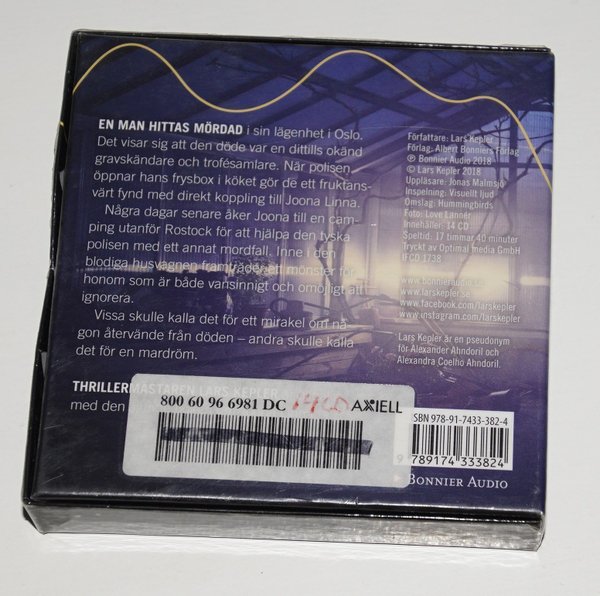 EN MAN HITTAS MÖRDAD i sin lägenhet i Oslo.
Det visar sig att den döde var en dittills okänd
gravskändare och trofésamlare. När polisen
öppnar hans frysbox i köket gör de ett fruktans-
värt fynd med direkt koppling till Joona Linna.
Några dagar senare åker Joona till en cam-
ping utanför Rostock för att hjälpa den tyska
polisen med ett annat mordfall. Inne i den
blodiga husvagnen framträder ett mönster för
honom som är både vansinnigt och omöjligt att
ignorera.
Vissa skulle kalla det för ett mirakel om nå-
gon återvände från döden – andra skulle kalla
det för en mardröm.
THRILLERMÄSTAREN LARS KEPLER
med den
Författare: Lars Kepler
Förlag: Albert Bonniers Förlag
℗ Bonnier Audio 2018
© Lars Kepler 2018
Uppläsare: Jonas Malmsjö
Inspelning: Visuellt ljud
Omslag: Hummingbirds
Foto: Love Lannér
Innehåller: 14 CD
Speltid: 17 timmar 40 minuter
Tryckt av Optimal media GmbH
IFCD 1738
www.bonnieraudio.se
www.larskepler.se
www.facebook.com/larskepler
www.instagram.com/larskepler
Lars Kepler är en pseudonym
för Alexander Ahndoril och
Alexandra Coelho Ahndoril.
800 60 96 6981 DC 14CD AXIELL
ISBN 978-91-7433-382-4
9 789174 333824
BONNIER AUDIO